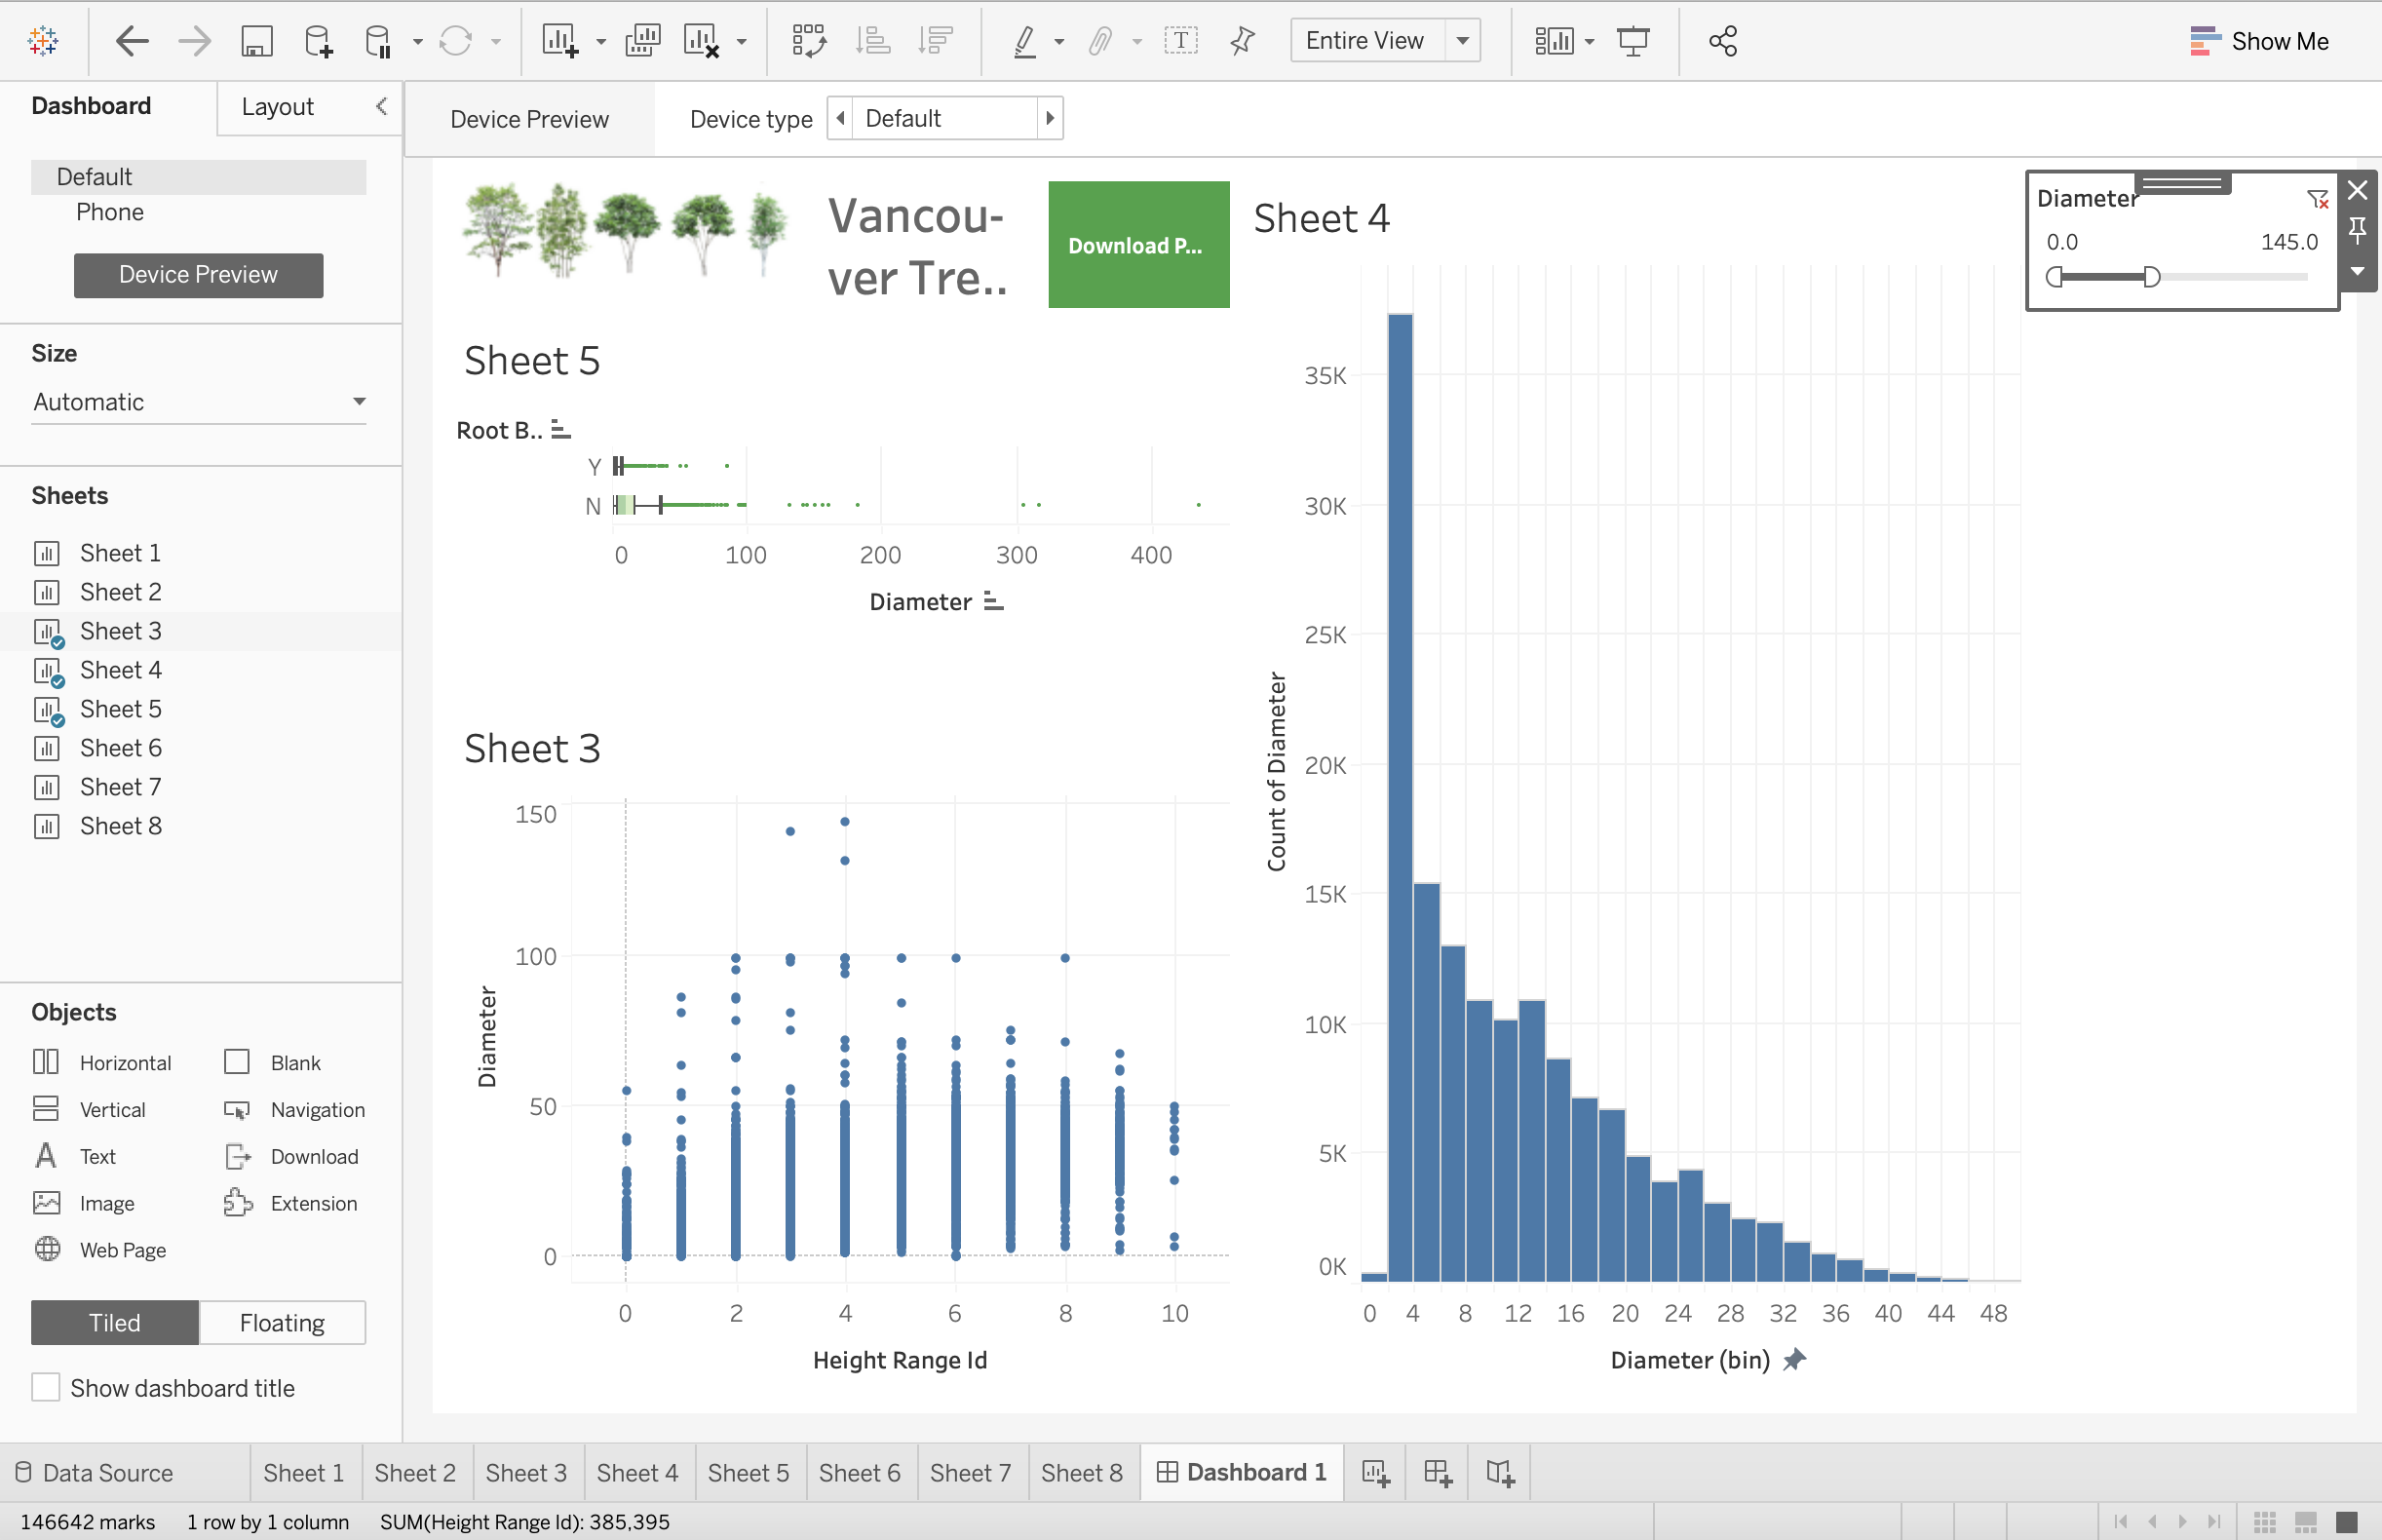 Entire View
Show Me
Dashboard
Layout
Device Preview
Device type
Default
Default
Phone
Device Preview
Size
Automatic
Sheets
Sheet 1
Sheet 2
Sheet 3
Sheet 4
Sheet 5
Sheet 6
Sheet 7
Sheet 8
Objects
Horizontal
Blank
Vertical
Navigation
Text
Download
Image
Extension
Web Page
Tiled
Floating
Show dashboard title
Vancou-
ver Tre..
Download P...
Sheet 5
Root B..
Y
N
0 100 200 300 400
Diameter
Sheet 3
150
100
50
0
Diameter
0 2 4 6 8 10
Height Range Id
Sheet 4
35K
30K
25K
20K
15K
10K
5K
0K
Count of Diameter
0 4 8 12 16 20 24 28 32 36 40 44 48
Diameter (bin)
Diameter
0.0 145.0
Data Source
Sheet 1
Sheet 2
Sheet 3
Sheet 4
Sheet 5
Sheet 6
Sheet 7
Sheet 8
Dashboard 1
146642 marks 1 row by 1 column SUM(Height Range Id): 385,395